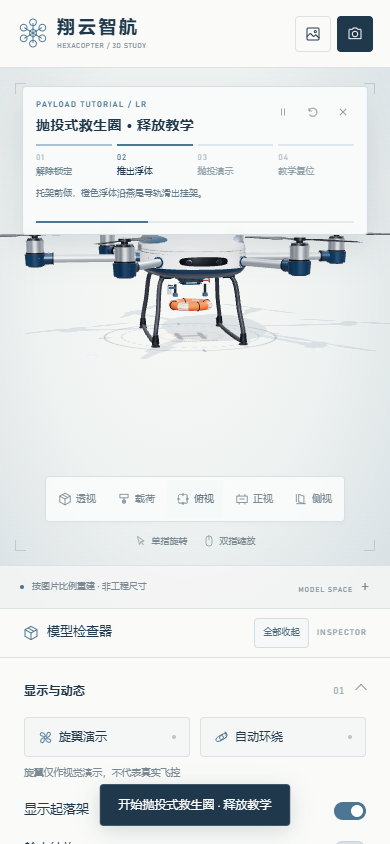 翔云智航
HEXACOPTER / 3D STUDY
PAYLOAD TUTORIAL / LR
抛投式救生圈 • 释放教学
01 02 03 04
解除锁定 推出浮体 抛投演示 教学复位
托架前倾，橙色浮体沿燕尾导轨滑出挂架。
透视 载荷 俯视 正视 侧视
单指旋转 双指缩放
按图片比例重建 · 非工程尺寸 MODEL SPACE +
模型检查器 全部收起 INSPECTOR
显示与动态 01
旋翼演示 自动环绕
旋翼仅作视觉演示，不代表真实飞控
显示起落架
开始抛投式救生圈 · 释放教学